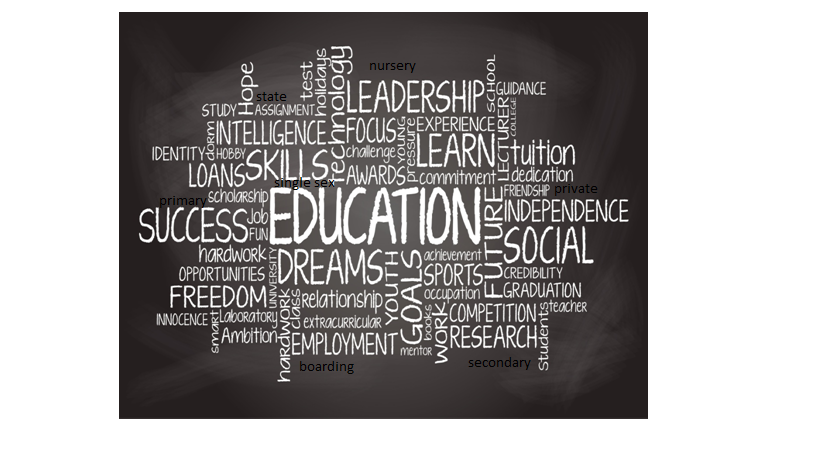 nursery
Hope
test
holidays
technology
SCHOOL
state
LEADERSHIP
GUIDANCE
STUDY
ASSIGNMENT
LECTURER
COLLEGE
dorm
INTELLIGENCE
FOCUS
YOUNG
pressure
EXPERIENCE
IDENTITY
HOBBY
SKILLS
challenge
LEARN
tuition
LOANS
AWARDS
commitment
dedication
single sex
scholarship
FRIENDSHIP
private
primary
EDUCATION
FUTURE
INDEPENDENCE
SUCCESS
Job
FUN
SOCIAL
hardwork
UNIVERSITY
DREAMS
YOUTH
GOALS
achievement
OPPORTUNITIES
SPORTS
CREDIBILITY
FREEDOM
hardwork
class
relationship
occupation
GRADUATION
INNOCENCE
smart
Laboratory
extracurricular
books
work
COMPETITION
students
teacher
Ambition
EMPLOYMENT
mentor
RESEARCH
boarding
secondary